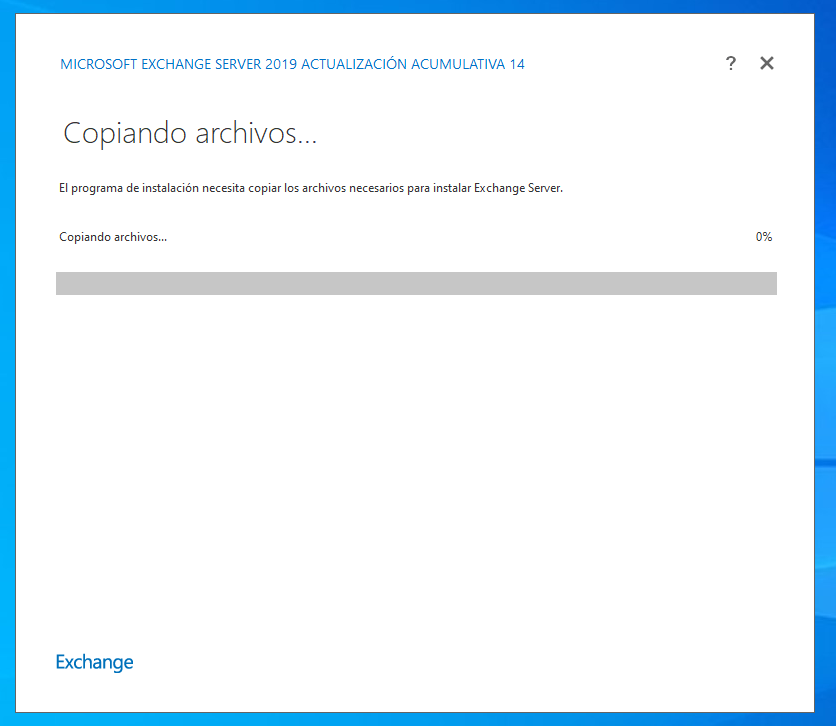 MICROSOFT EXCHANGE SERVER 2019 ACTUALIZACIÓN ACUMULATIVA 14
?
Copiando archivos...
El programa de instalación necesita copiar los archivos necesarios para instalar Exchange Server.
Copiando archivos... 0%
Exchange